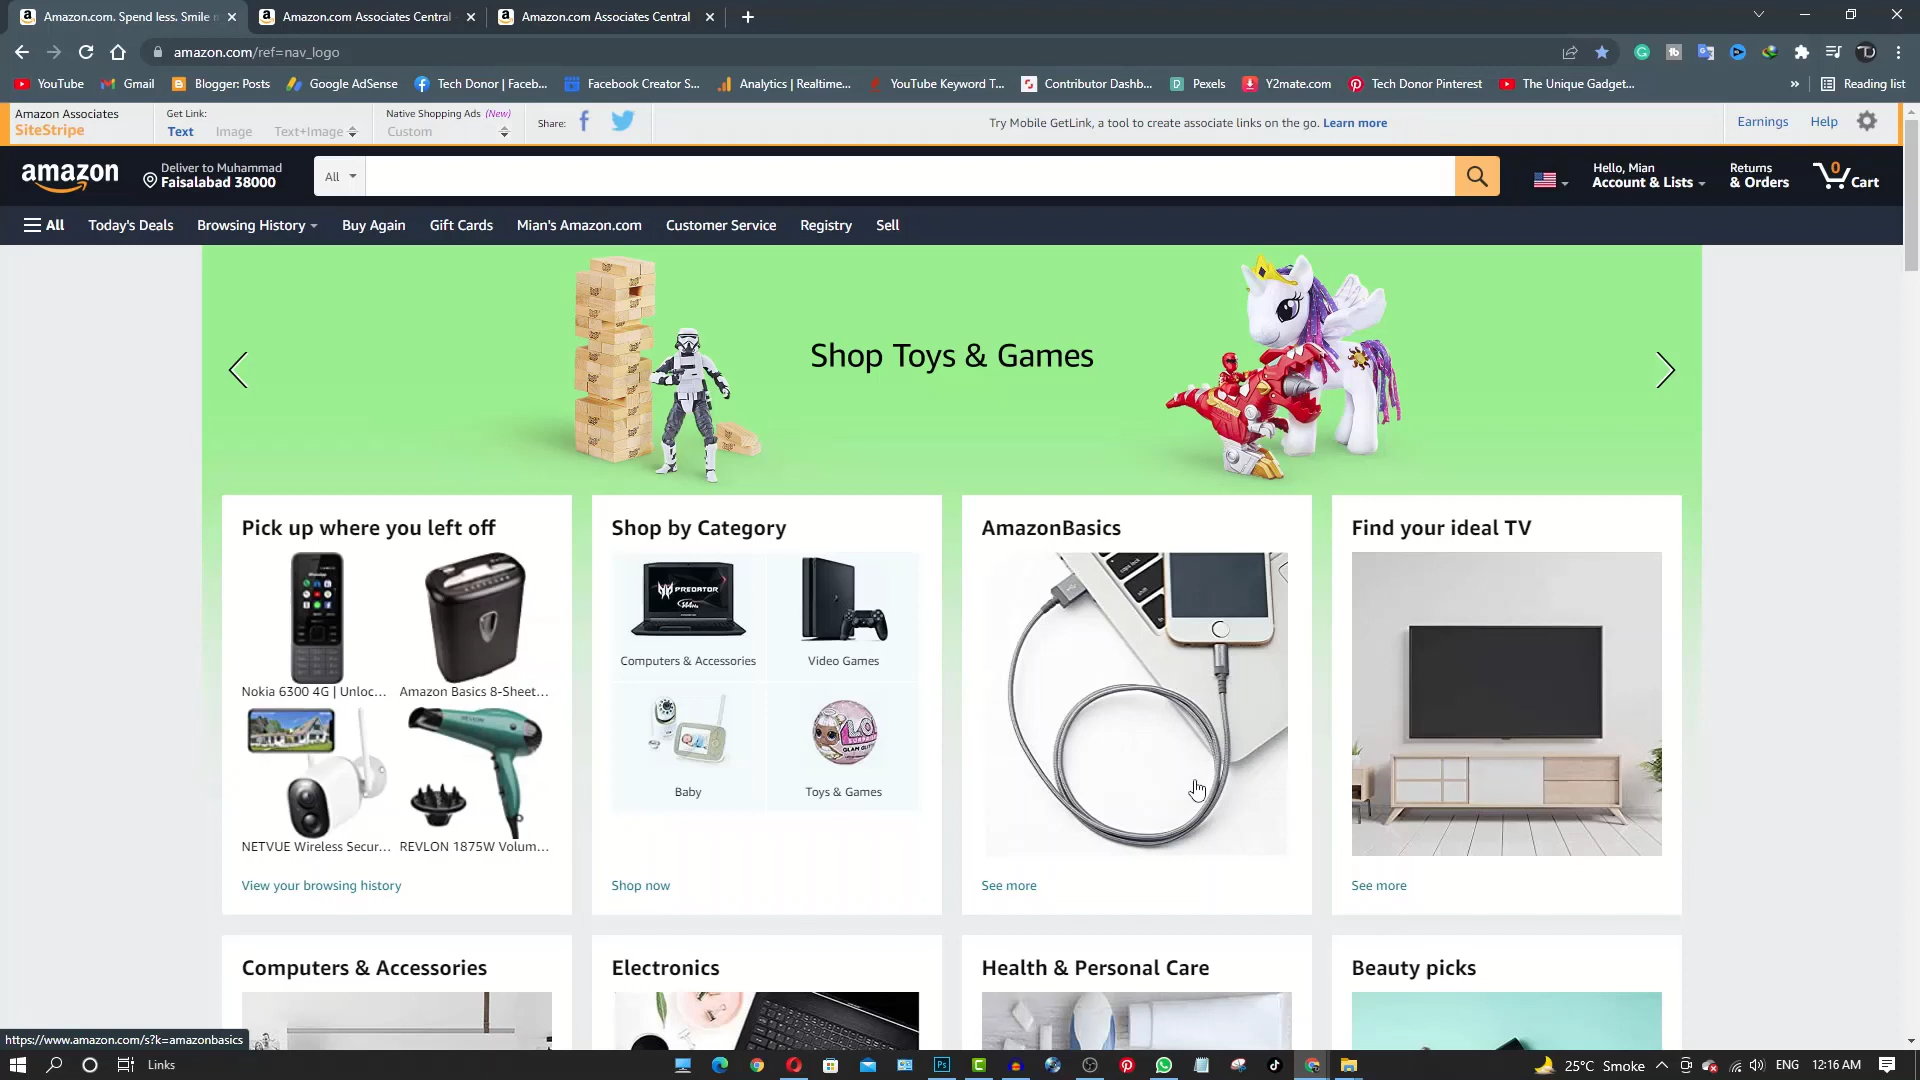 Amazon.com. Spend less. Smile
Amazon.com Associates Central
Amazon.com Associates Central
amazon.com/ref=nav_logo
YouTube
Gmail
Blogger: Posts
Google AdSense
Tech Donor | Faceb...
Facebook Creator S...
Analytics | Realtime...
YouTube Keyword T...
Contributor Dashb...
Pexels
Y2mate.com
Tech Donor Pinterest
The Unique Gadget...
»
Reading list
Amazon Associates
SiteStripe
Get Link:
Text
Image
Text+Image
Native Shopping Ads (New)
Custom
Share:
Try Mobile GetLink, a tool to create associate links on the go. Learn more
Earnings
Help
amazon
Deliver to Muhammad
Faisalabad 38000
All
Hello, Mian
Account & Lists
Returns
& Orders
0
Cart
All
Today's Deals
Browsing History
Buy Again
Gift Cards
Mian's Amazon.com
Customer Service
Registry
Sell
Shop Toys & Games
Pick up where you left off
Nokia 6300 4G | Unloc...
Amazon Basics 8-Sheet...
NETVUE Wireless Secur...
REVLON 1875W Volum...
View your browsing history
Shop by Category
PREDATOR
144Hz
Computers & Accessories
Video Games
Baby
Toys & Games
Shop now
AmazonBasics
See more
Find your ideal TV
See more
Computers & Accessories
Electronics
Health & Personal Care
Beauty picks
https://www.amazon.com/s?k=amazonbasics
Links
25°C Smoke
ENG
12:16 AM